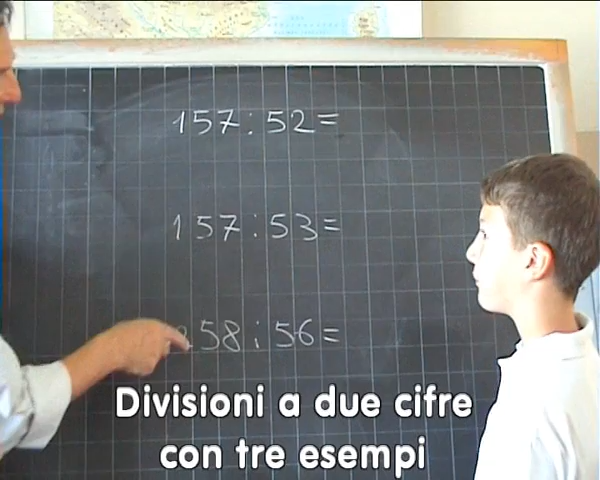 157:52=
157:53=
58:56=
Divisioni a due cifre
con tre esempi